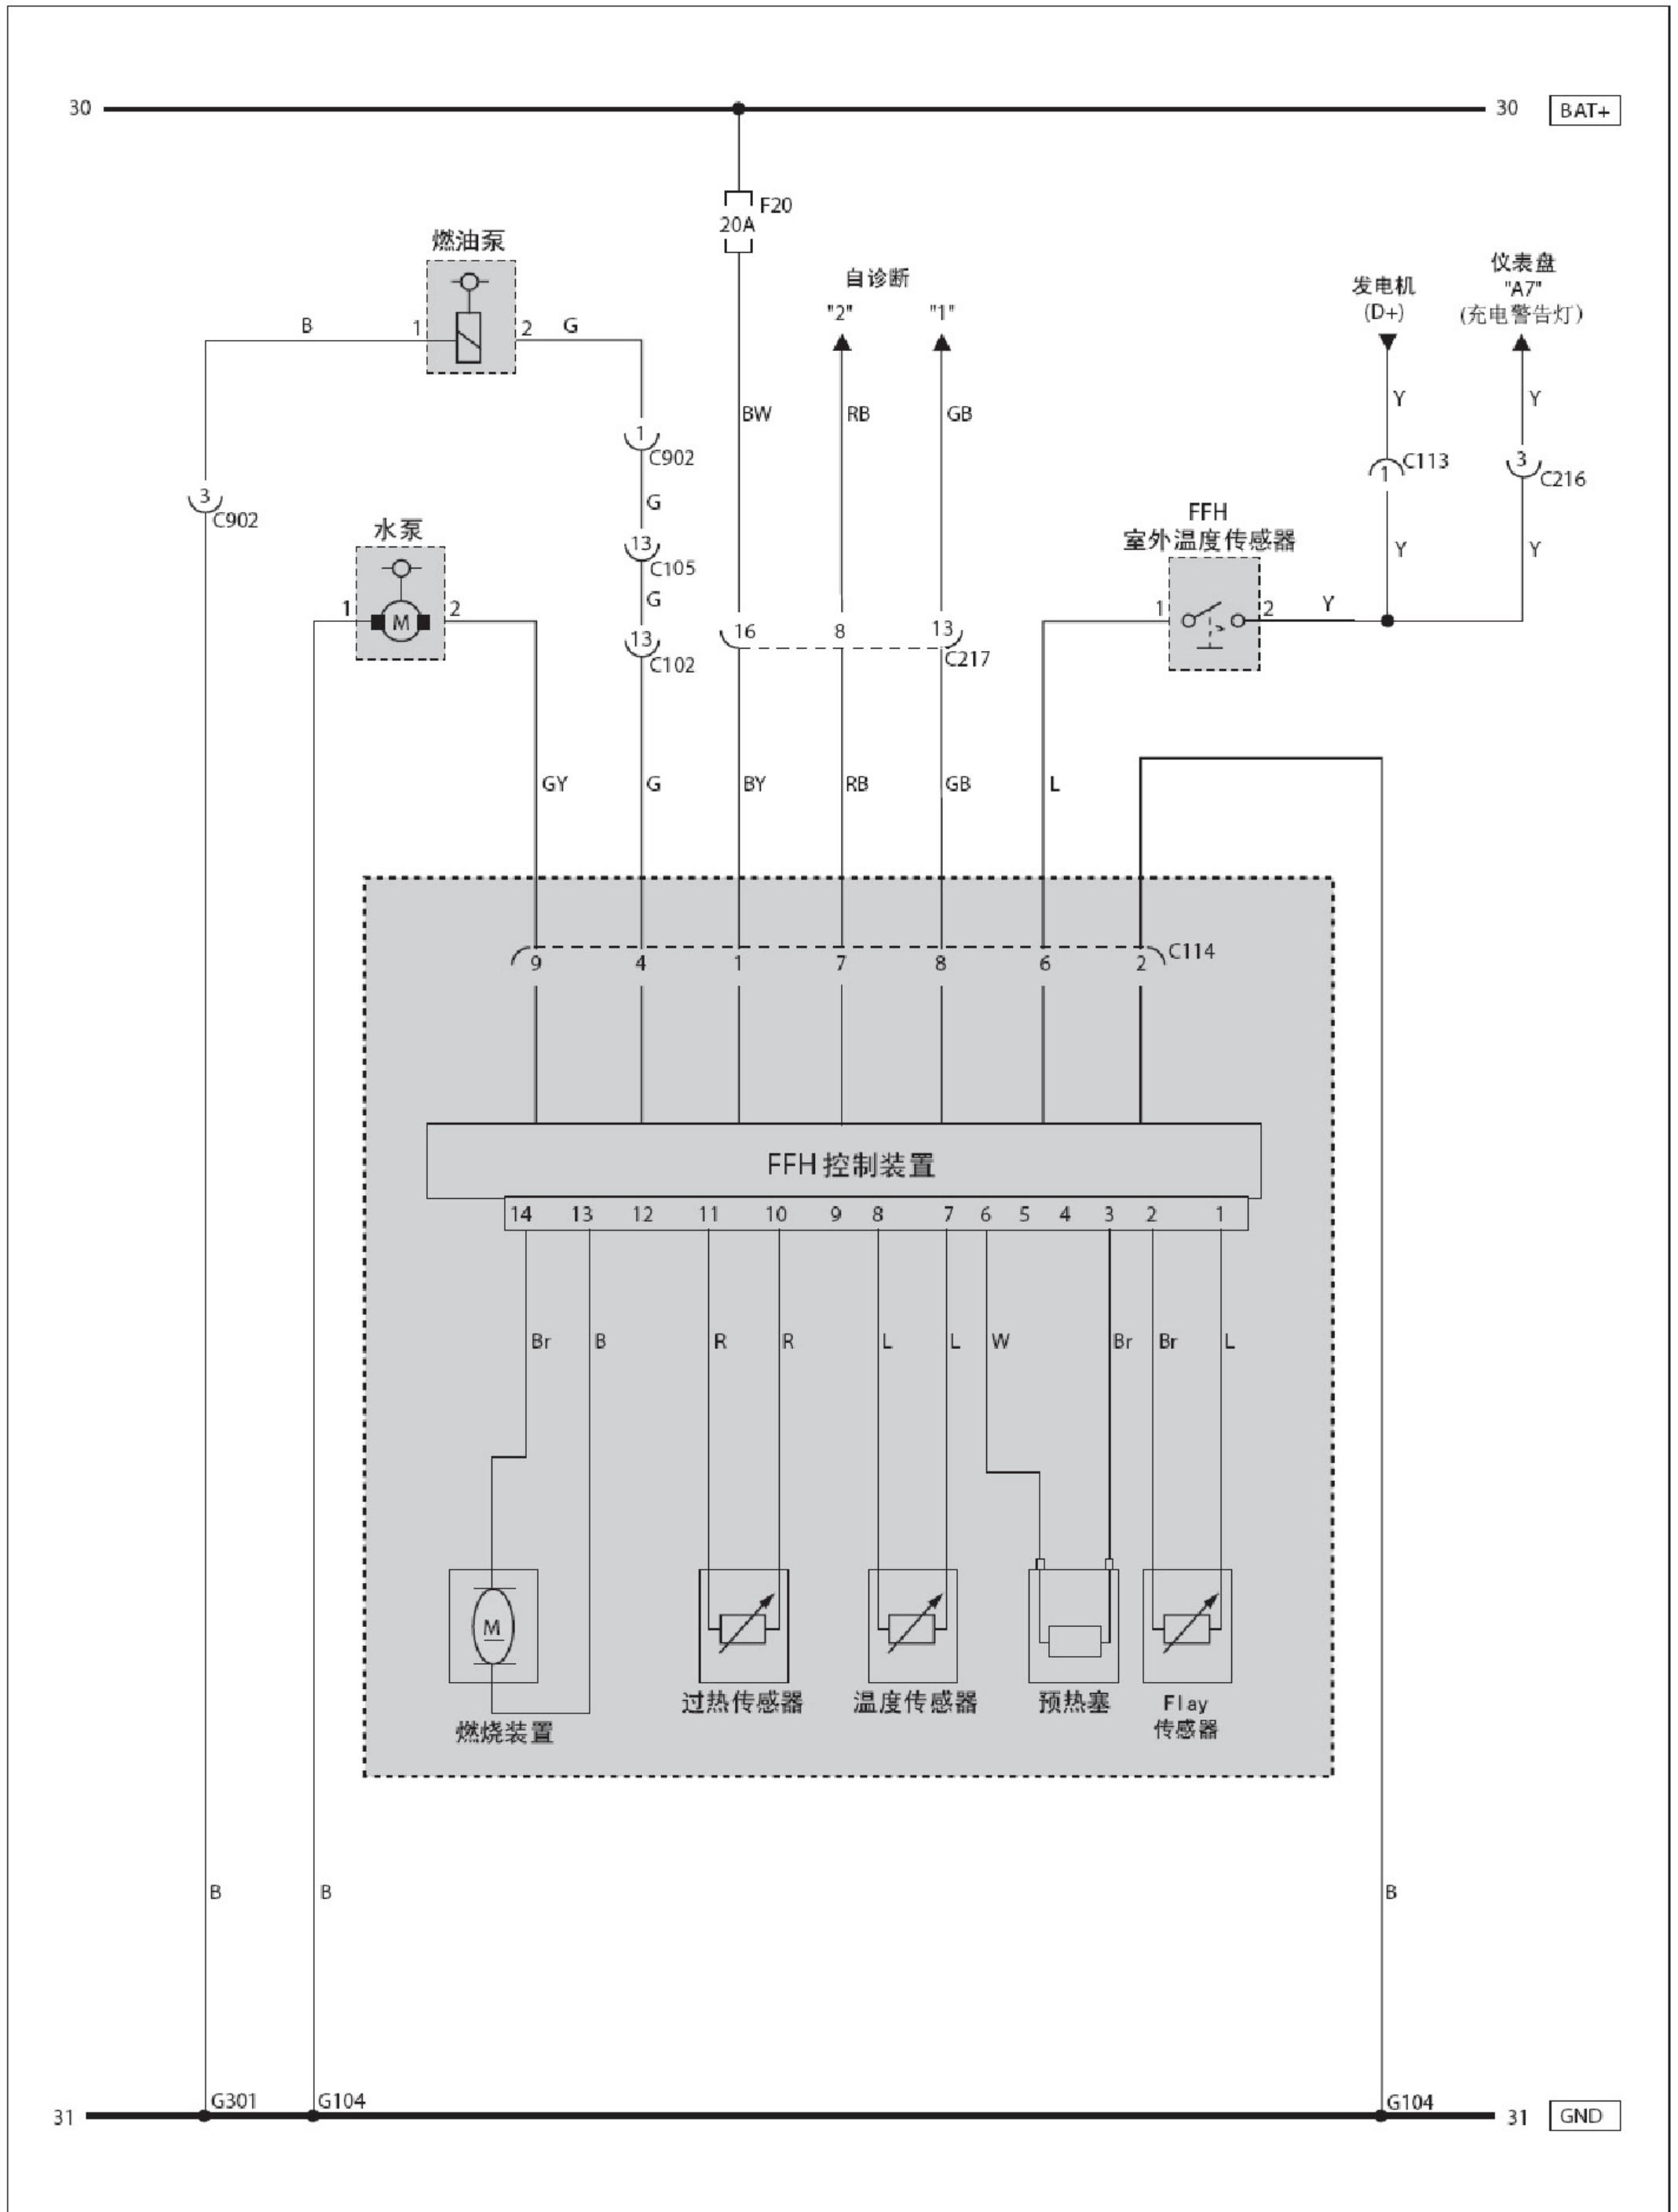 30
30
BAT+
F20
20A
燃油泵
自诊断
"2"
"1"
发电机
(D+)
仪表盘
"A7"
(充电警告灯)
B
1
2
G
BW
RB
GB
Y
Y
1
C902
C113
1
3
C216
3
C902
G
水泵
FFH
室外温度传感器
13
C105
Y
Y
G
1
M
2
13
C102
16
8
13
C217
1
2
Y
GY
G
BY
RB
GB
L
C114
9
4
1
7
8
6
2
FFH 控制装置
14
13
12
11
10
9
8
7
6
5
4
3
2
1
Br
B
R
R
L
L
W
Br
Br
L
M
过热传感器
温度传感器
预热塞
Flay
传感器
燃烧装置
B
B
B
31
G301
G104
G104
31
GND